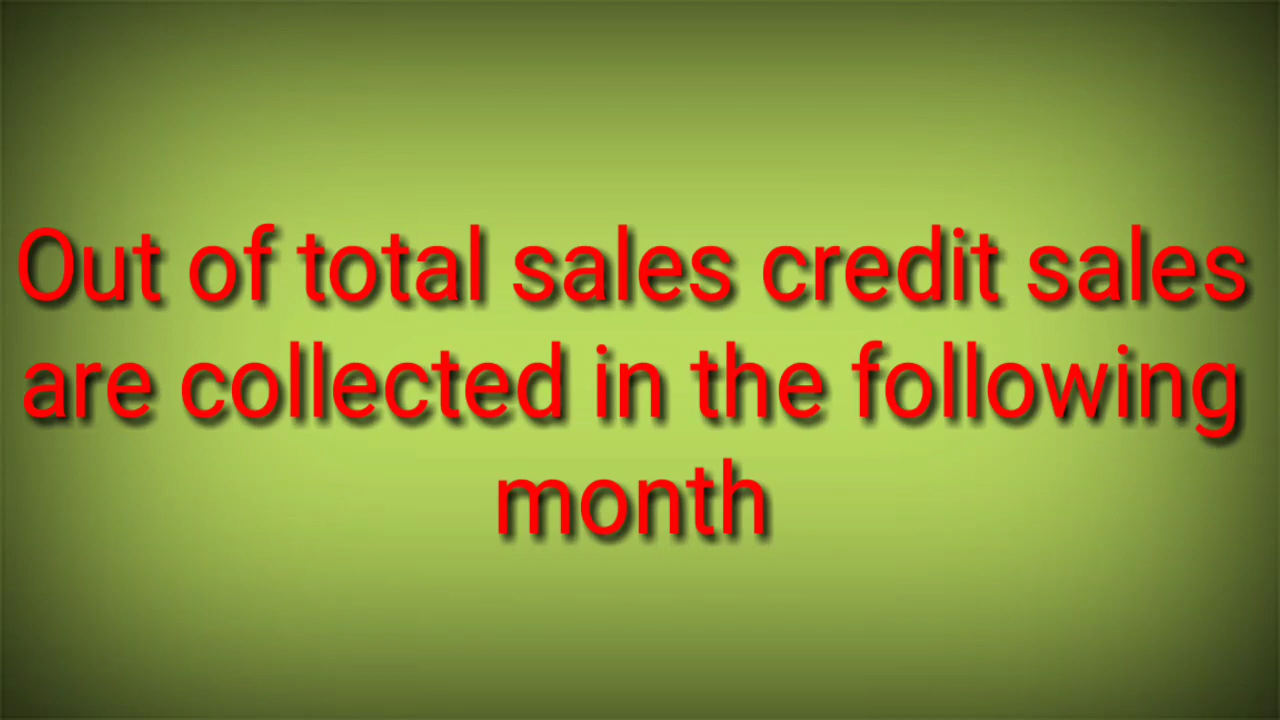 Out of total sales credit sales
are collected in the following
month